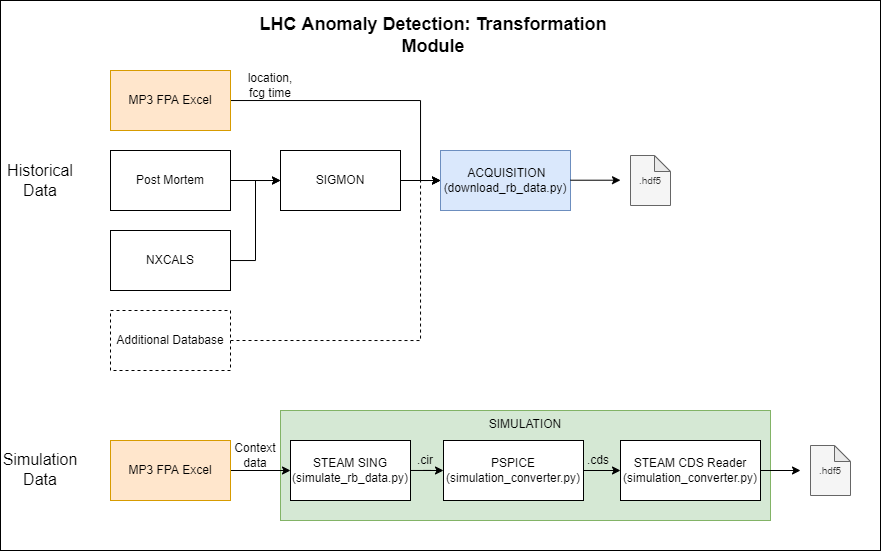 LHC Anomaly Detection: Transformation
Module
location,
fcg time
MP3 FPA Excel
Historical
Data
Post Mortem
SIGMON
ACQUISITION
(download_rb_data.py)
.hdf5
NXCALS
Additional Database
SIMULATION
Simulation
Data
MP3 FPA Excel
Context
data
STEAM SING
(simulate_rb_data.py)
.cir
PSPICE
(simulation_converter.py)
.cds
STEAM CDS Reader
(simulation_converter.py)
.hdf5